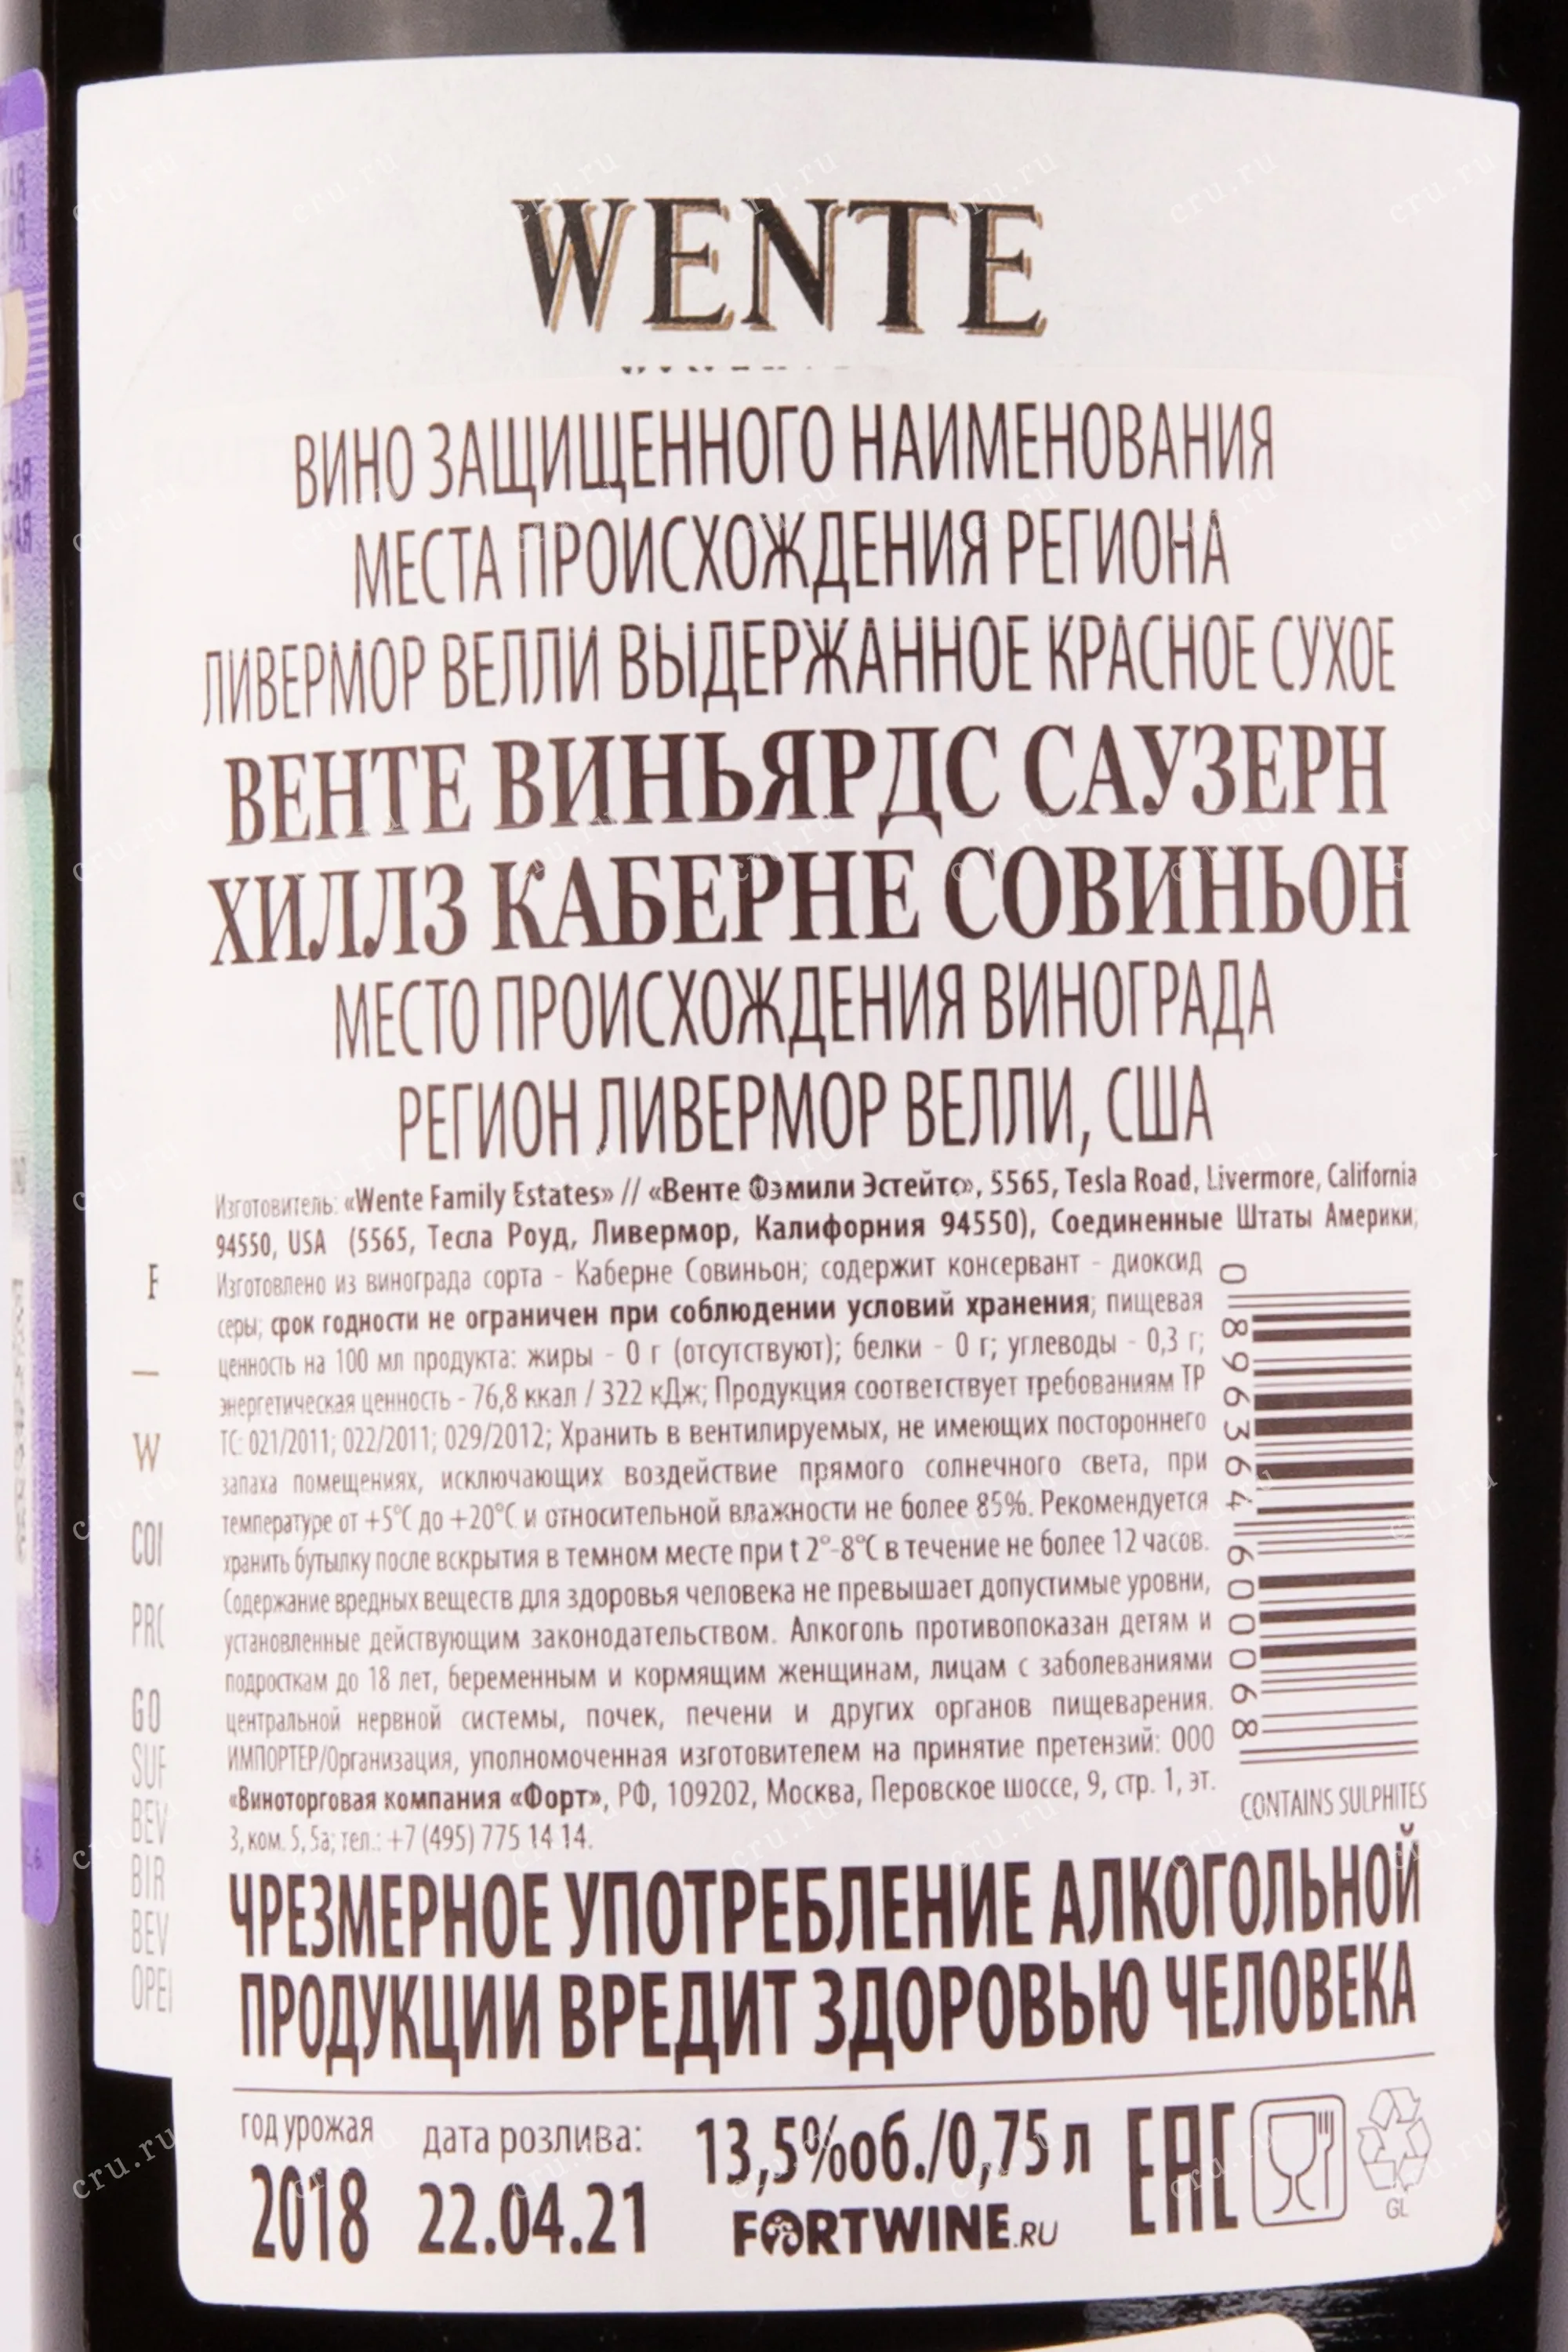 WENTE
ВИНО ЗАЩИЩЕННОГО НАИМЕНОВАНИЯ
МЕСТА ПРОИСХОЖДЕНИЯ РЕГИОНА
ЛИВЕРМОР ВЕЛЛИ ВЫДЕРЖАННОЕ КРАСНОЕ СУХОЕ
ВЕНТЕ ВИНЬЯРДС САУЗЕРН
ХИЛЛЗ КАБЕРНЕ СОВИНЬОН
МЕСТО ПРОИСХОЖДЕНИЯ ВИНОГРАДА
РЕГИОН ЛИВЕРМОР ВЕЛЛИ, США
Изготовитель: «Wente Family Estates» // «Венте Фэмили Эстейтс», 5565, Tesla Road, Livermore, California
94550, USA (5565, Тесла Роуд, Ливермор, Калифорния 94550), Соединенные Штаты Америки;
Изготовлено из винограда сорта - Каберне Совиньон; содержит консервант - диоксид
серы; срок годности не ограничен при соблюдении условий хранения; пищевая
ценность на 100 мл продукта: жиры - 0 г (отсутствуют); белки - 0 г; углеводы - 0,3 г;
энергетическая ценность - 76,8 ккал / 322 кДж; Продукция соответствует требованиям ТР
ТС: 021/2011; 022/2011; 029/2012; Хранить в вентилируемых, не имеющих постороннего
запаха помещениях, исключающих воздействие прямого солнечного света, при
температуре от +5°С до +20°С и относительной влажности не более 85%. Рекомендуется
хранить бутылку после вскрытия в темном месте при t 2°-8°С в течение не более 12 часов.
Содержание вредных веществ для здоровья человека не превышает допустимые уровни,
установленные действующим законодательством. Алкоголь противопоказан детям и
подросткам до 18 лет, беременным и кормящим женщинам, лицам с заболеваниями
центральной нервной системы, почек, печени и других органов пищеварения.
ИМПОРТЕР/Организация, уполномоченная изготовителем на принятие претензий: ООО
«Виноторговая компания «Форт», РФ, 109202, Москва, Перовское шоссе, 9, стр. 1, эт.
3, ком. 5, 5а; тел.: +7 (495) 775 14 14.
0 89636 46000 68
CONTAINS SULPHITES
ЧРЕЗМЕРНОЕ УПОТРЕБЛЕНИЕ АЛКОГОЛЬНОЙ
ПРОДУКЦИИ ВРЕДИТ ЗДОРОВЬЮ ЧЕЛОВЕКА
год урожая
2018
дата розлива:
22.04.21
13,5%об./0,75 л
FORTWINE.RU
EAC
GL
cru.ru